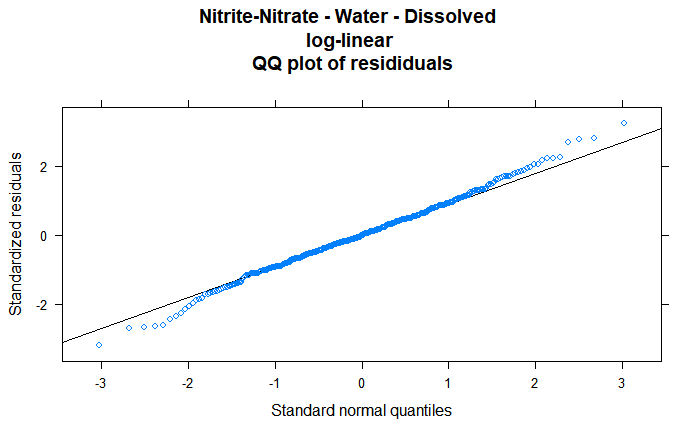 Nitrite-Nitrate - Water - Dissolved
log-linear
QQ plot of resididuals
Standardized residuals
2
0
-2
-3
-2
-1
0
1
2
3
Standard normal quantiles